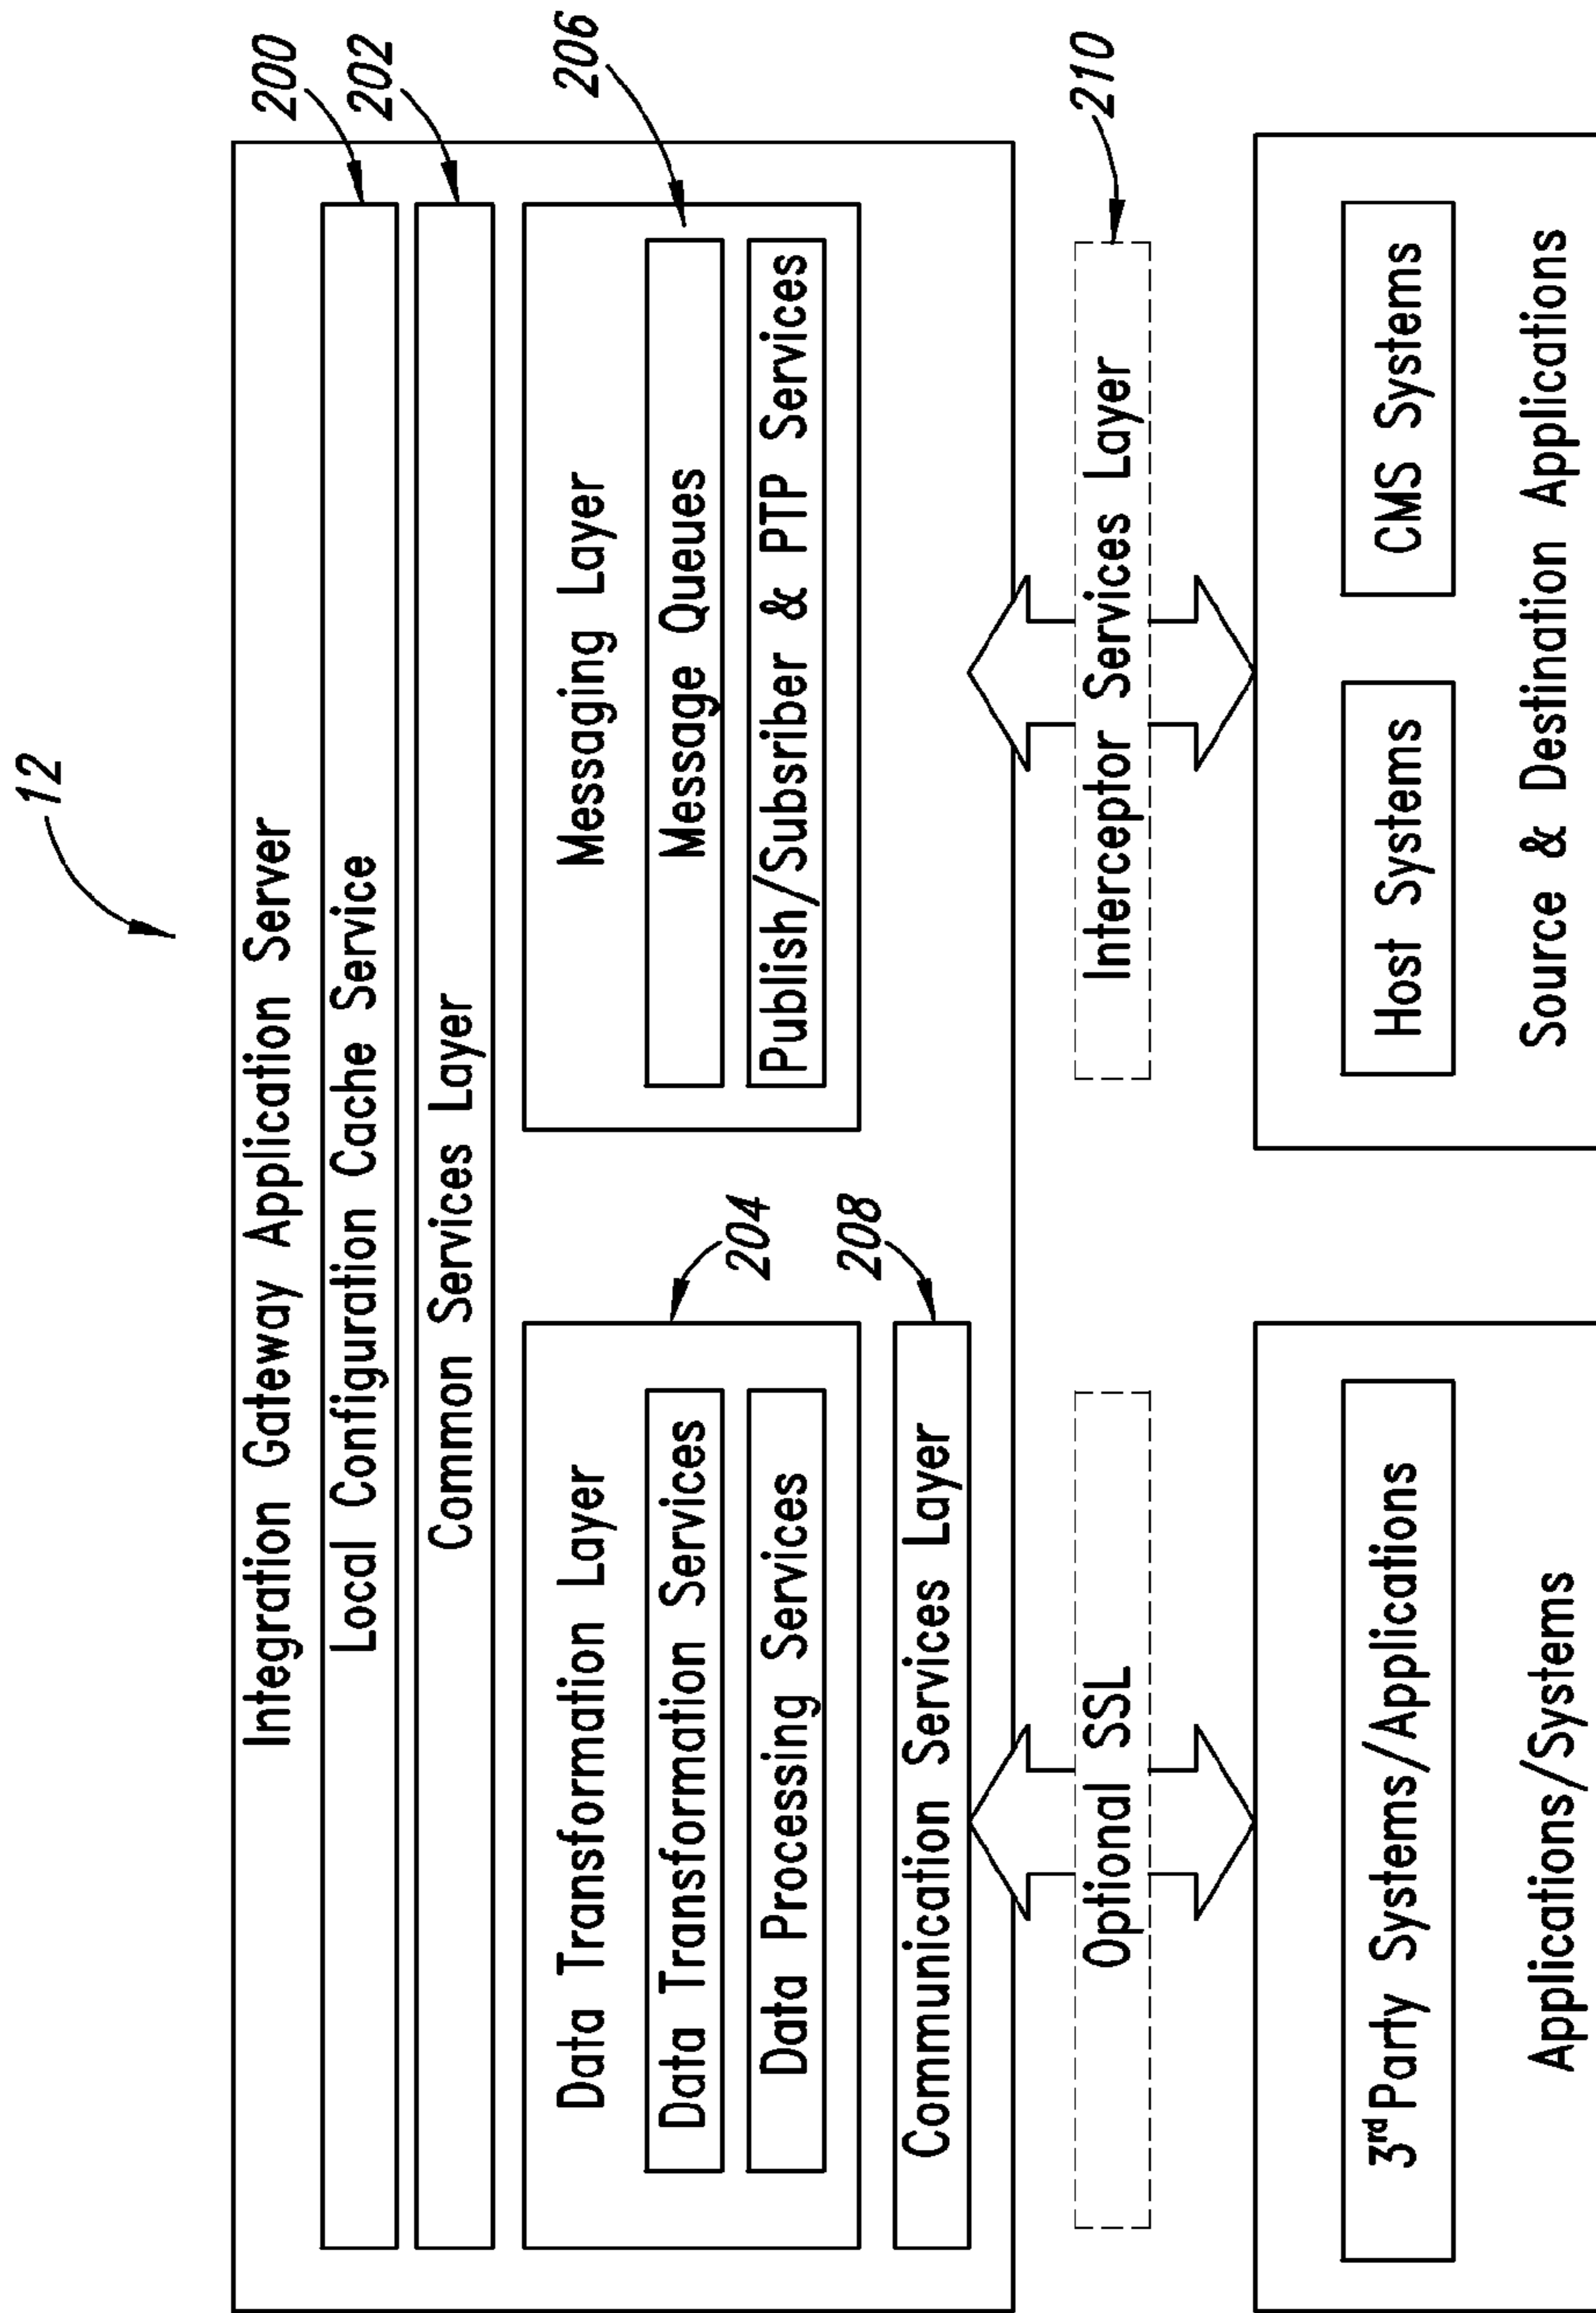 12
Integration Gateway Application Server
200
Local Configuration Cache Service
202
Common Services Layer
Data Transformation Layer
Data Transformation Services
Data Processing Services
204
Messaging Layer
206
Message Queues
Publish/Subsriber & PTP Services
Communication Services Layer
208
Optional SSL
Interceptor Services Layer
210
3rd Party Systems/Applications
Applications/Systems
Host Systems
CMS Systems
Source & Destination Applications